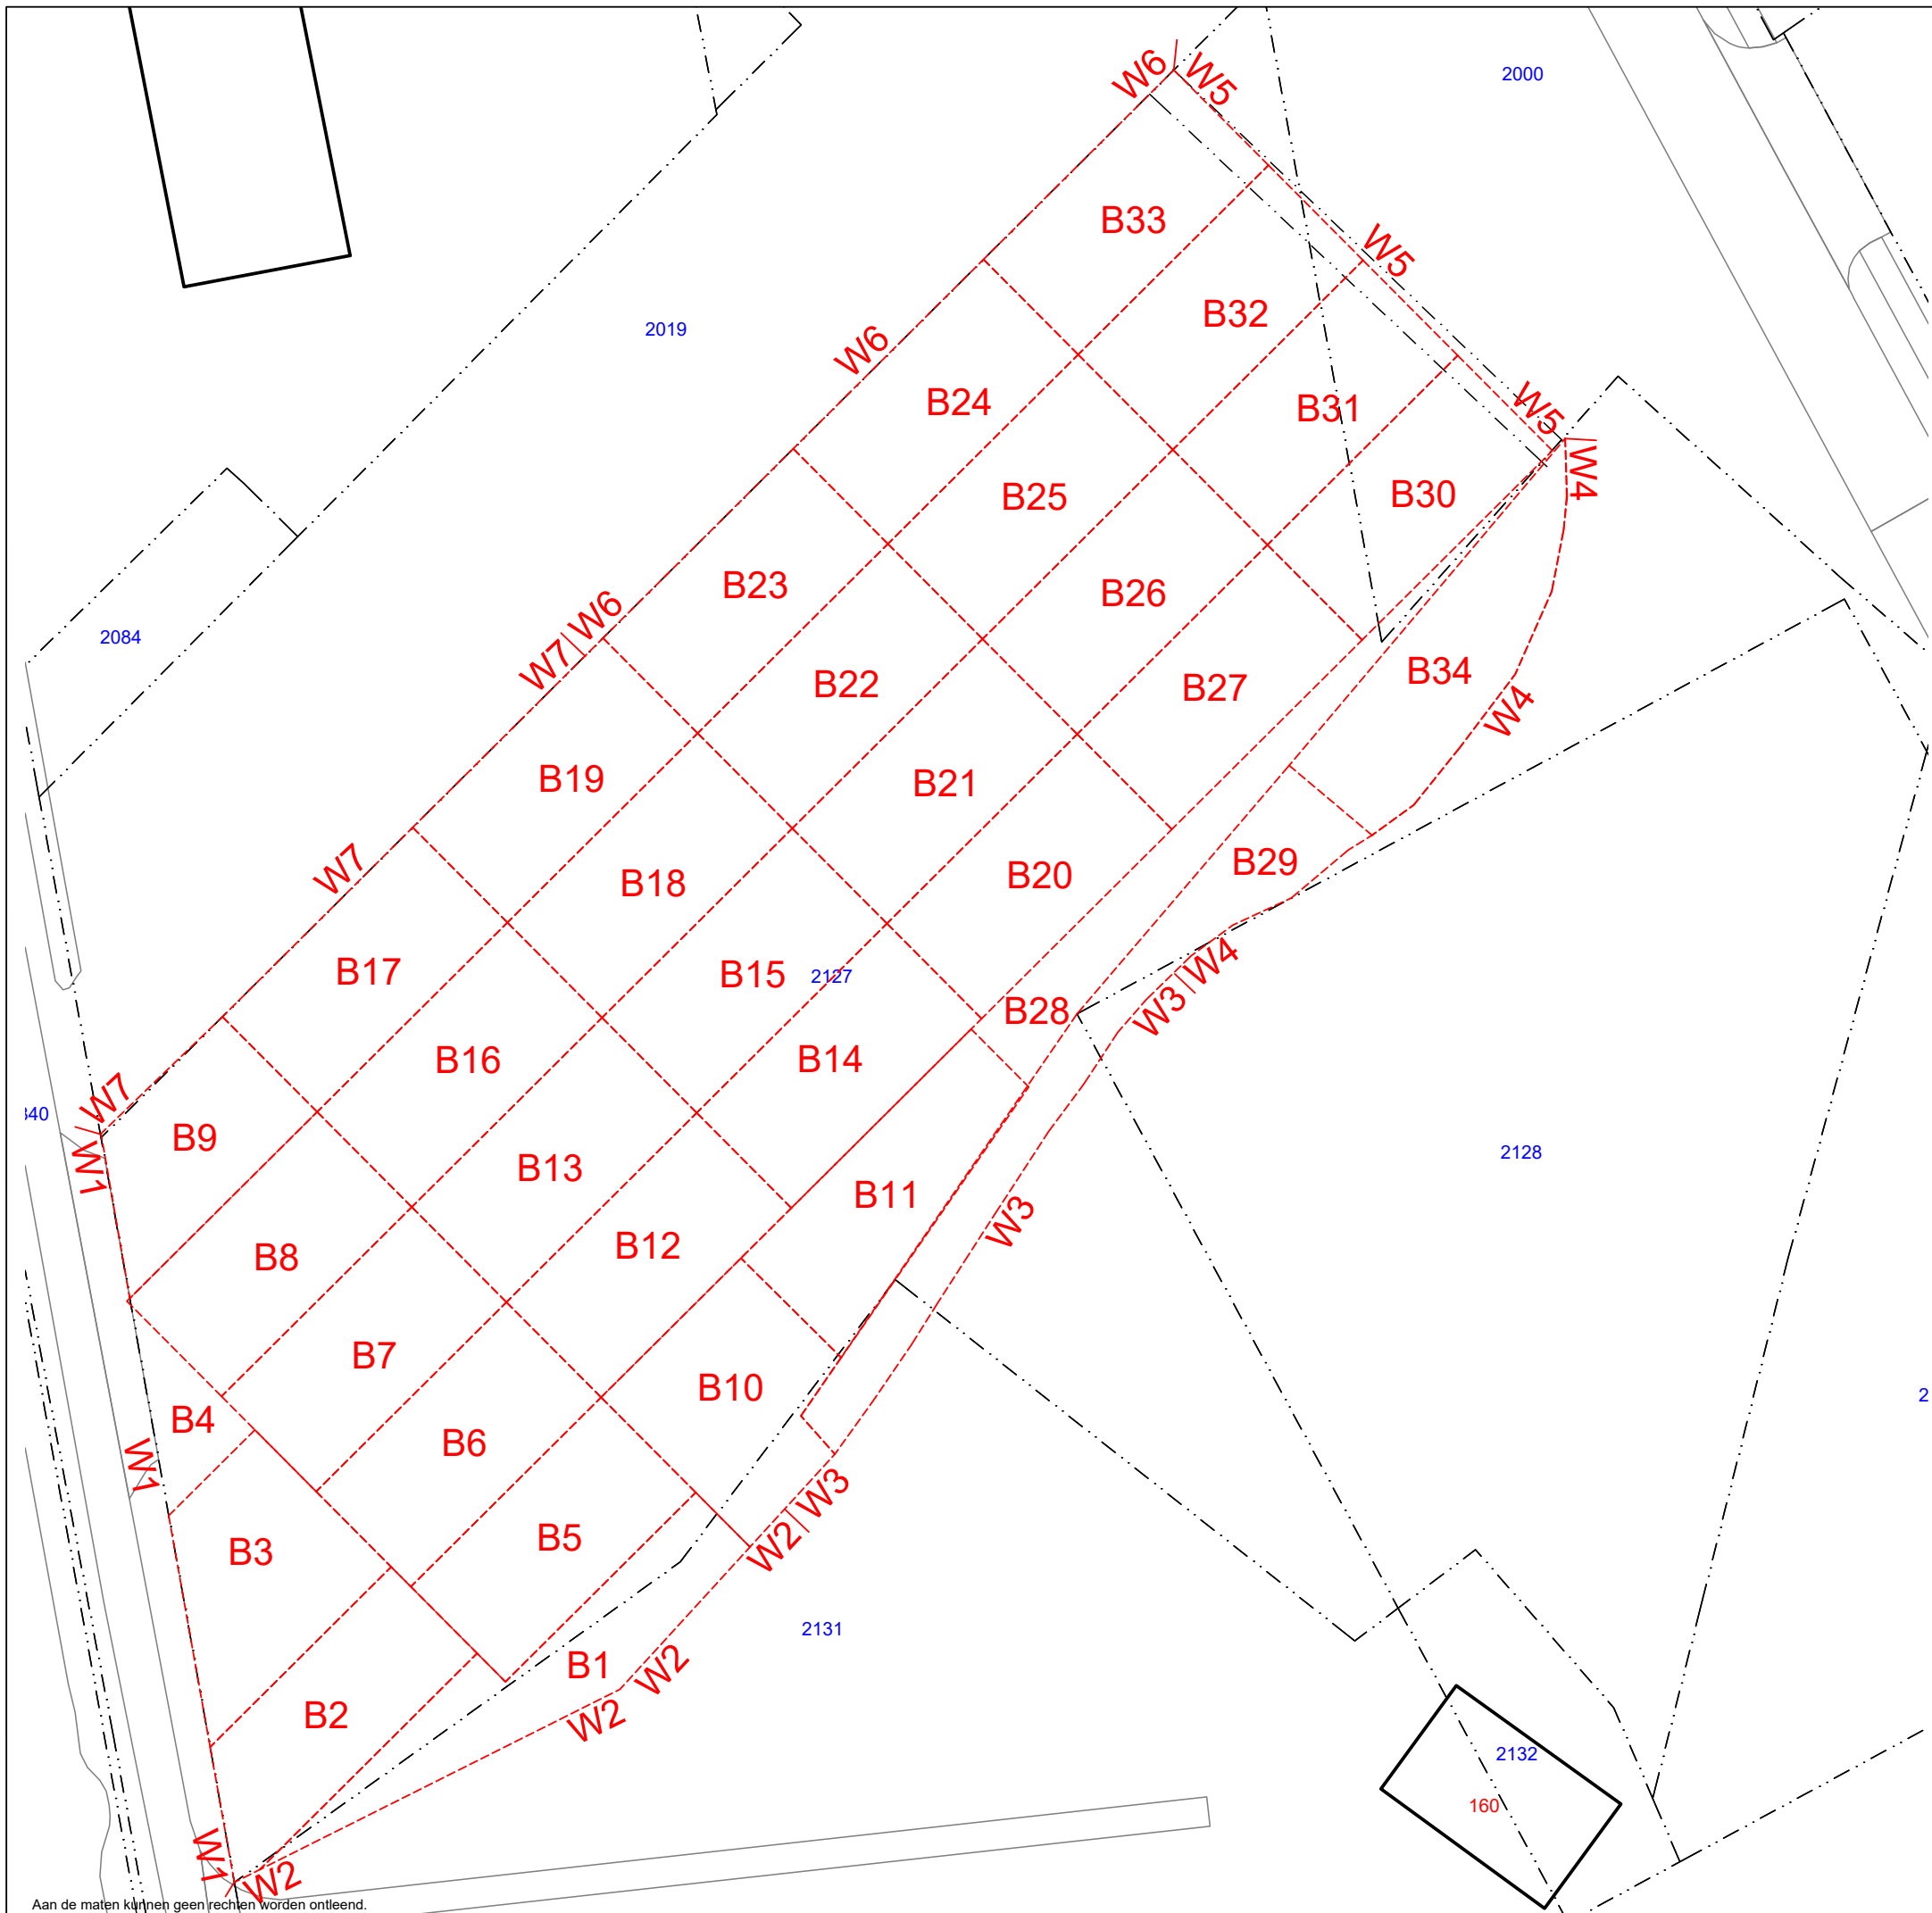 2000
W6
W5
B33
W5
B32
2019
W6
B24
B31
W5
W4
B25
B30
B23
B26
W6
2084
W7
B34
B22
B27
W4
B19
B21
W7
B29
B20
B18
W4
B17
B15
2127
W3
B28
B16
B14
W7
340
B9
2128
W1
B13
B11
W3
B12
B8
B7
B10
2
B4
B6
W1
W3
B5
W2
B3
2131
B1
W2
B2
W2
2132
160
W1
W2
Aan de maten kunnen geen rechten worden ontleend.